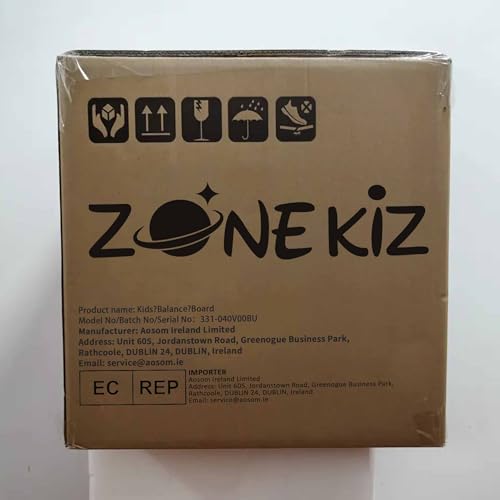 ZONEKiZ
Product name: Kids?Balance?Board
Model No/Batch No/Serial No: 331-040V00BU
Manufacturer: Aosom Ireland Limited
Address: Unit 605, Jordanstown Road, Greenogue Business Park,
Rathcoole, DUBLIN 24, DUBLIN, Ireland
Email: service@aosom.ie
EC REP
IMPORTER
Aosom Ireland Limited
Address: Unit 605, Jordanstown Road, Greenogue Business Park,
Rathcoole, DUBLIN 24, DUBLIN, Ireland
Email: service@aosom.ie